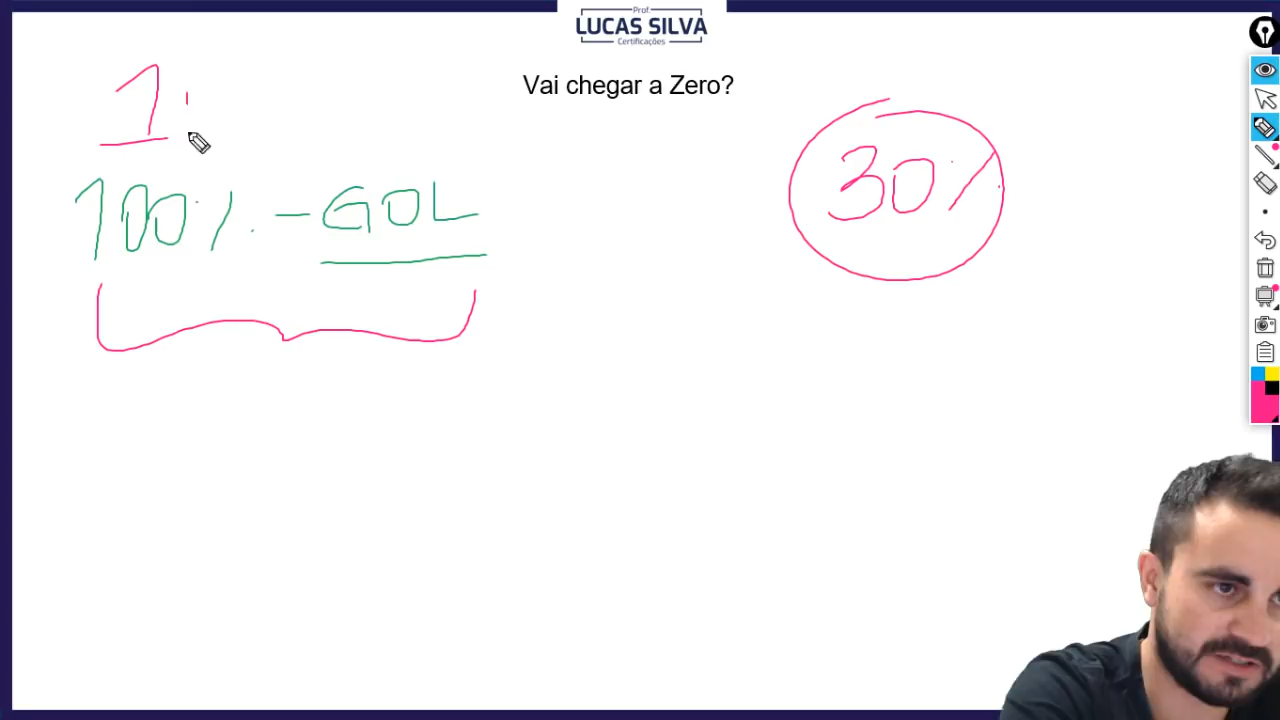 Prof.
LUCAS SILVA
Certificações
Vai chegar a Zero?
1
30%
100% - GOL